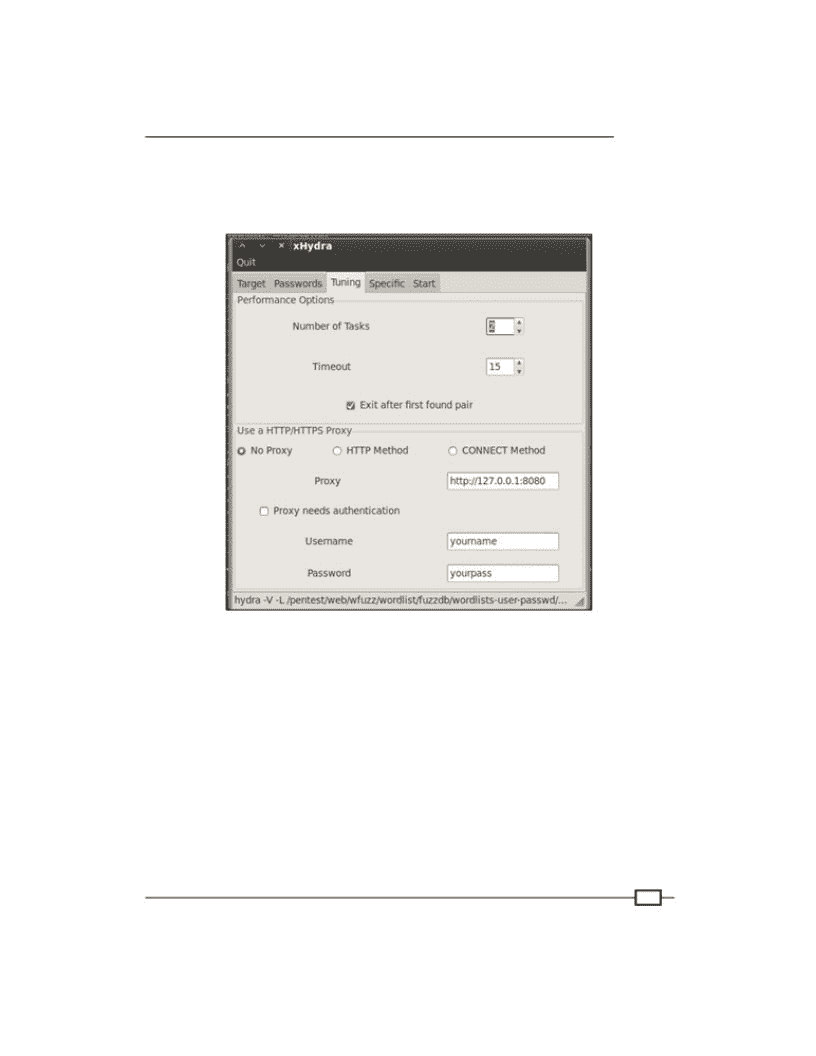 xHydra
Quit
Target Passwords Tuning Specific Start
Performance Options
Number of Tasks
Timeout 15
Exit after first found pair
Use a HTTP/HTTPS Proxy
No Proxy HTTP Method CONNECT Method
Proxy http://127.0.0.1:8080
Proxy needs authentication
Username yourname
Password yourpass
hydra -V -L /pentest/web/wfuzz/wordlist/fuzzdb/wordlists-user-passwd/...